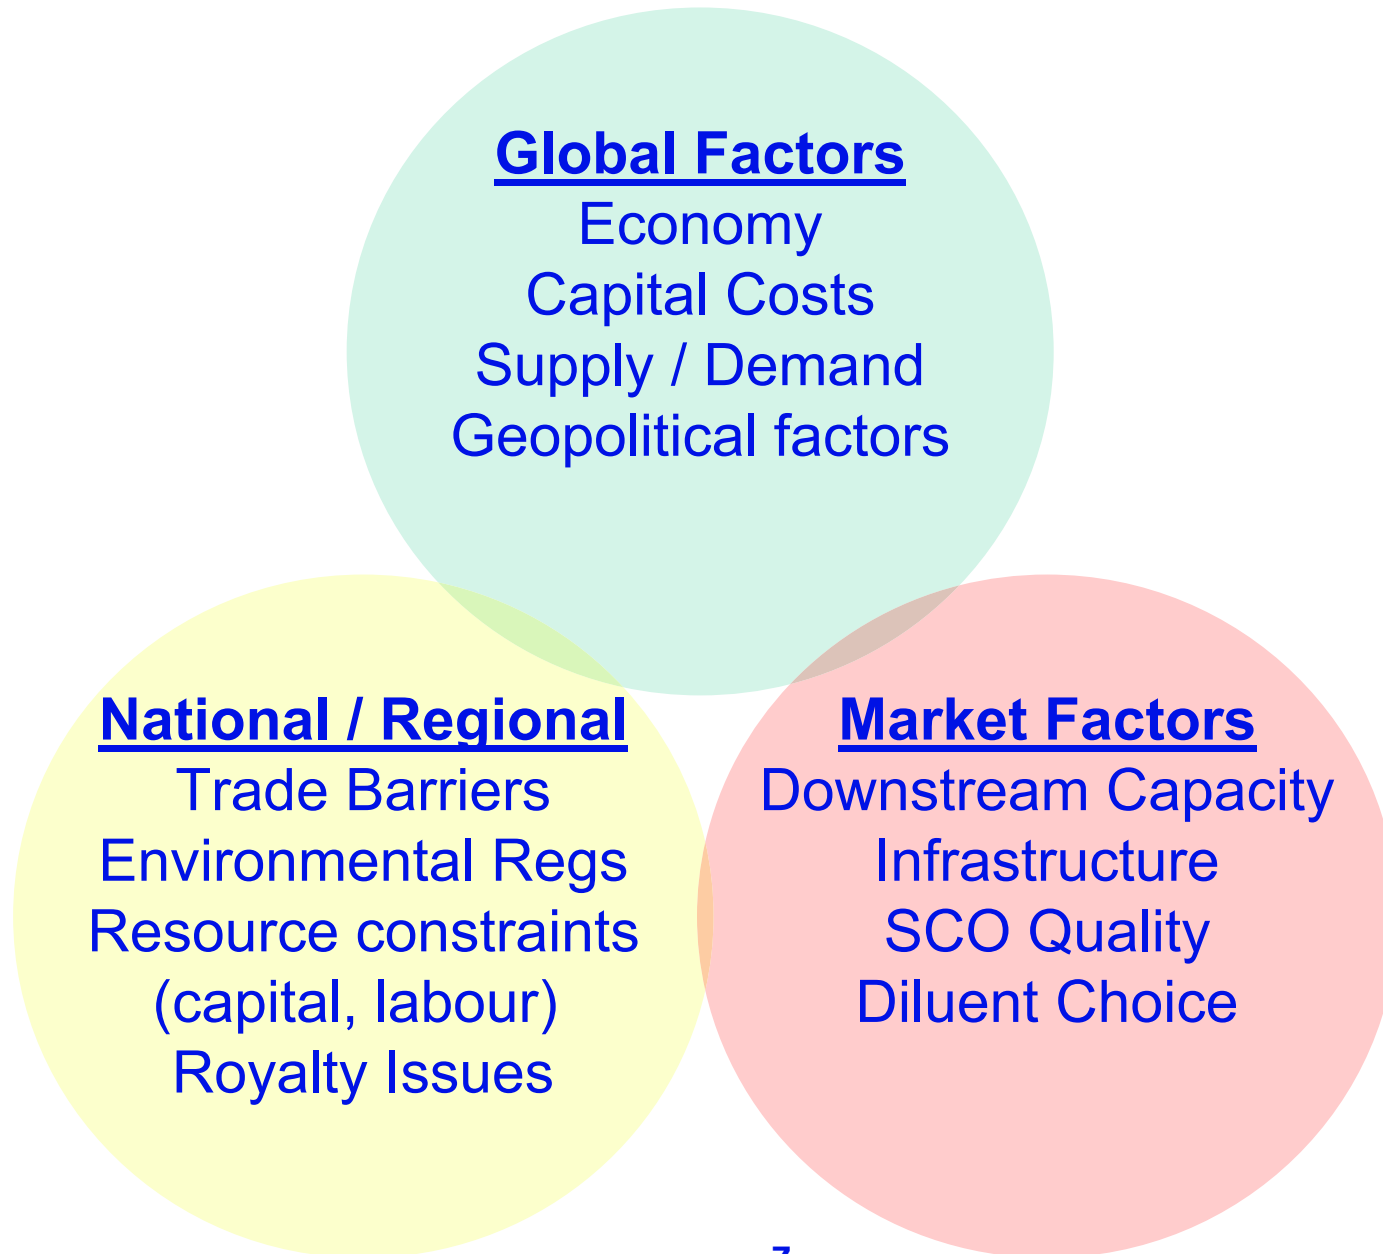 Global Factors
Economy
Capital Costs
Supply / Demand
Geopolitical factors
National / Regional
Trade Barriers
Environmental Regs
Resource constraints
(capital, labour)
Royalty Issues
Market Factors
Downstream Capacity
Infrastructure
SCO Quality
Diluent Choice